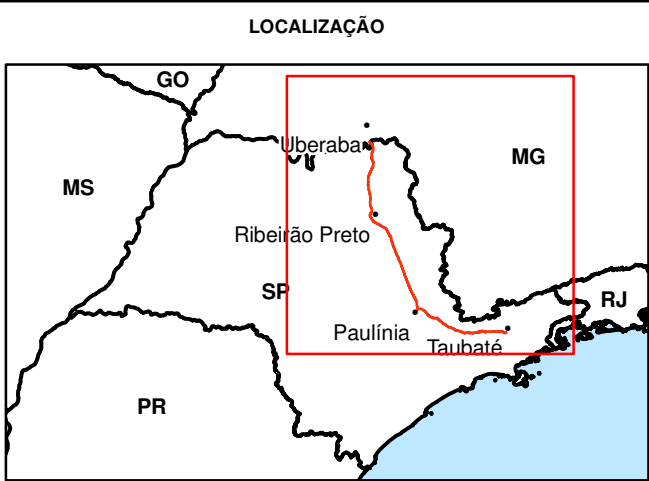 LOCALIZAÇÃO
GO
Uberaba
MG
MS
Ribeirão Preto
SP
RJ
Paulínia
Taubaté
PR